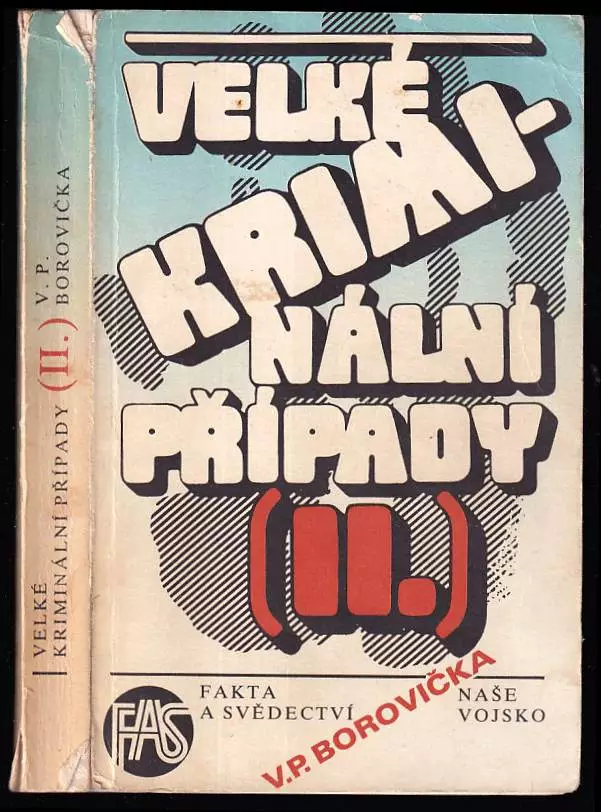 VELKÉ
KRIMINÁLNÍ PŘÍPADY (II.) V. P.
BOROVIČKA
VELKÉ
KRIMI-
NÁLNÍ
PŘÍPADY
(II.)
V.P. BOROVIČKA
FAS
FAKTA
A SVĚDECTVÍ
NAŠE
VOJSKO